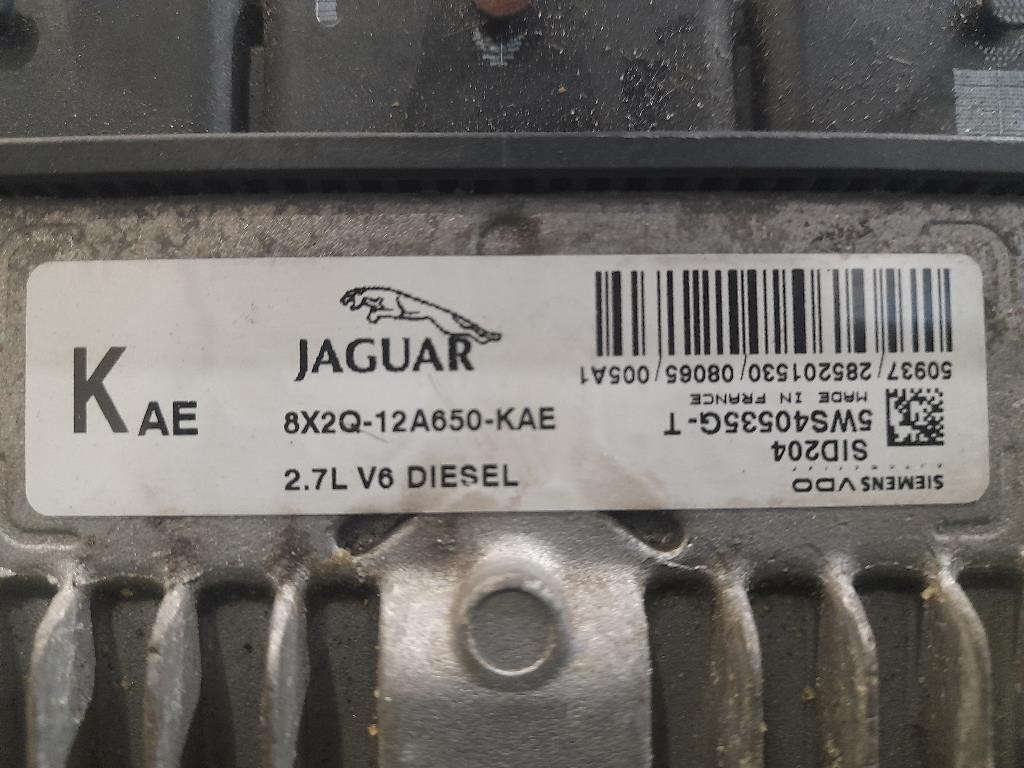 K AE
JAGUAR
8X2Q-12A650-KAE
2.7L V6 DIESEL
SIEMENS VDO
SID204
5WS40535G-T
MADE IN FRANCE
50937/285201530/08065/005A1